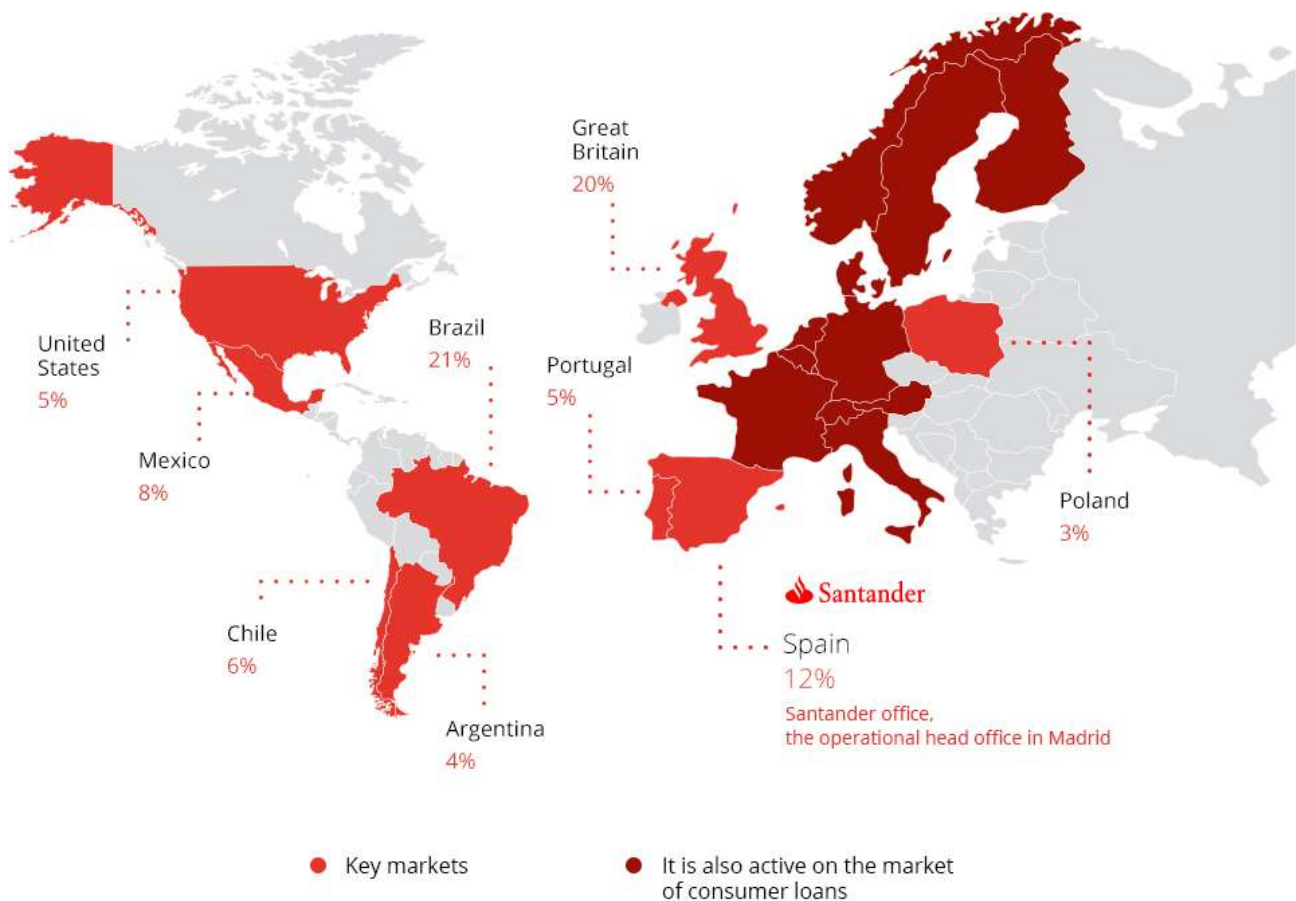 Great
Britain
20%
United
States
5%
Brazil
21%
Portugal
5%
Mexico
8%
Poland
3%
Santander
Chile
6%
Spain
12%
Santander office,
the operational head office in Madrid
Argentina
4%
Key markets
It is also active on the market
of consumer loans